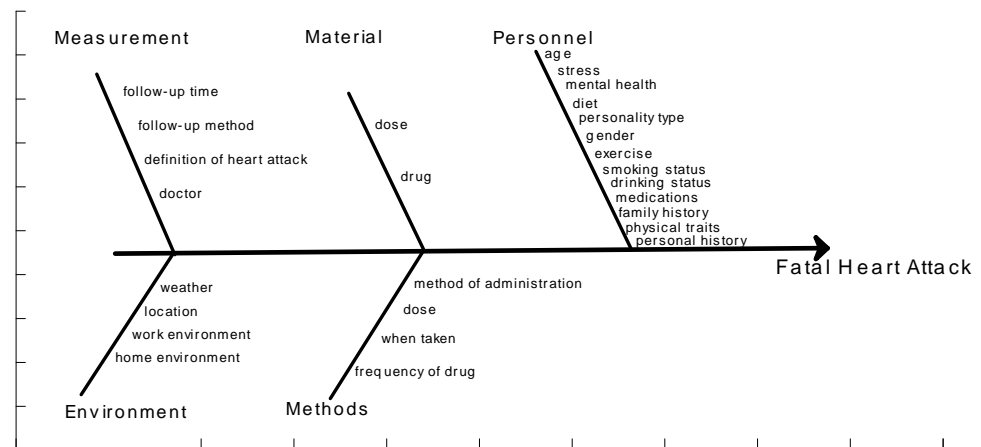 Measurement
follow-up time
follow-up method
definition of heart attack
doctor
Material
dose
drug
Personnel
age
stress
mental health
diet
personality type
gender
exercise
smoking status
drinking status
medications
family history
physical traits
personal history
Fatal Heart Attack
weather
location
work environment
home environment
Environment
method of administration
dose
when taken
frequency of drug
Methods